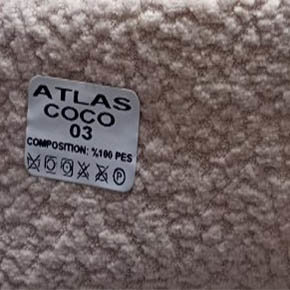 ATLAS
COCO
03
COMPOSITION: %100 PES
P